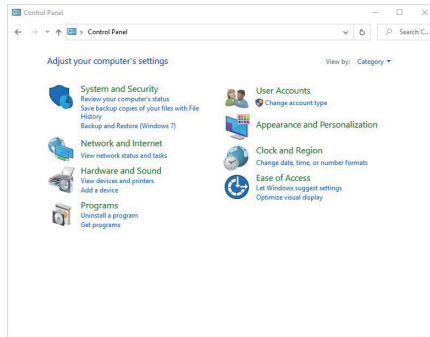 Control Panel
Control Panel
Search C...
Adjust your computer's settings
View by: Category
System and Security
Review your computer's status
Save backup copies of your files with File
History
Backup and Restore (Windows 7)
Network and Internet
View network status and tasks
Hardware and Sound
View devices and printers
Add a device
Programs
Uninstall a program
Get programs
User Accounts
Change account type
Appearance and Personalization
Clock and Region
Change date, time, or number formats
Ease of Access
Let Windows suggest settings
Optimize visual display